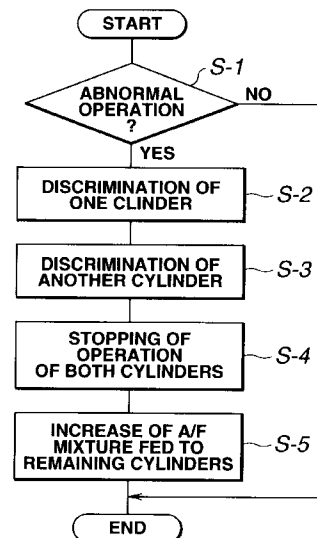 START
S-1
ABNORMAL
OPERATION
?
NO
YES
DISCRIMINATION OF
ONE CLINDER
S-2
DISCRIMINATION OF
ANOTHER CYLINDER
S-3
STOPPING OF
OPERATION
OF BOTH CYLINDERS
S-4
INCREASE OF A/F
MIXTURE FED TO
REMAINING CYLINDERS
S-5
END